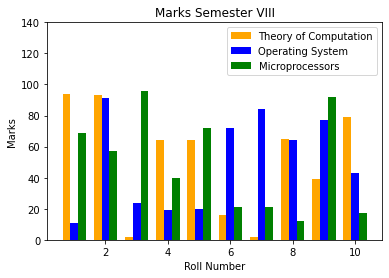 Marks Semester VIII
Theory of Computation
Operating System
Microprocessors
Marks
140
120
100
80
60
40
20
0
2 4 6 8 10
Roll Number